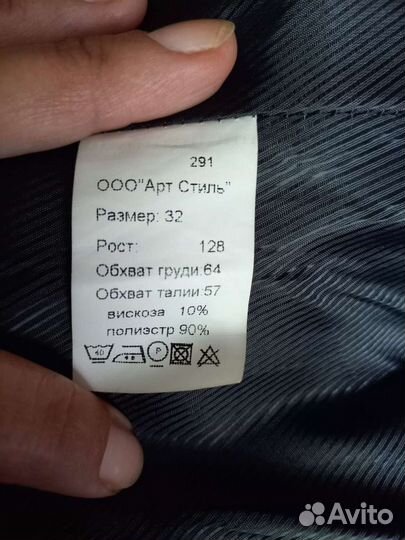 291
ООО"Арт Стиль"
Размер: 32
Рост: 128
Обхват груди:64
Обхват талии:57
вискоза 10%
полиэстр 90%
40 P
Avito